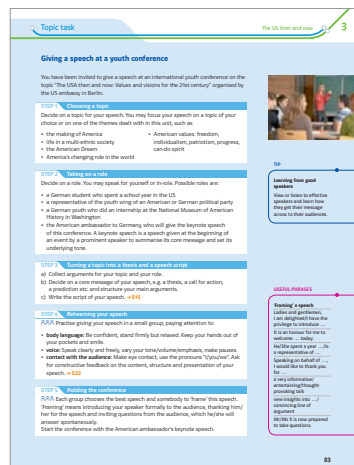 Topic task
The US then and now
3
Giving a speech at a youth conference
You have been invited to give a speech at an international youth conference on the
topic "The USA then and now: Values and visions for the 21st century" organised by
the US embassy in Berlin.
STEP 1 Choosing a topic
Decide on a topic for your speech. You may focus your speech on a topic of your
choice or on one of the themes dealt with in this unit, such as
• the making of America
• life in a multi-ethnic society
• the American Dream
• America's changing role in the world
• American values: freedom,
individualism, patriotism, progress,
can-do spirit
STEP 2 Taking on a role
Decide on a role. You may speak for yourself or in-role. Possible roles are:
• a German student who spent a school year in the US
• a representative of the youth wing of an American or German political party
• a German youth who did an internship at the National Museum of American
History in Washington
• the American ambassador to Germany, who will give the keynote speech
of this conference. A keynote speech is a speech given at the beginning of
an event by a prominent speaker to summarise its core message and set its
underlying tone.
STEP 3 Turning a topic into a thesis and a speech script
a) Collect arguments for your topic and your role.
b) Decide on a core message of your speech, e.g. a thesis, a call for action,
a prediction etc. and structure your main arguments.
c) Write the script of your speech. → S15
STEP 4 Rehearsing your speech
Practise giving your speech in a small group, paying attention to:
• body language: Be confident, stand firmly but relaxed. Keep your hands out of
your pockets and smile.
• voice: Speak clearly and freely, vary your tone/volume/emphasis, make pauses.
• contact with the audience: Make eye contact, use the pronouns "I/you/we". Ask
for constructive feedback on the content, structure and presentation of your
speech. → S22
STEP 5 Holding the conference
Each group chooses the best speech and somebody to 'frame' this speech.
'Framing' means introducing your speaker formally to the audience, thanking him/
her for the speech and inviting questions from the audience, which he/she will
answer spontaneously.
Start the conference with the American ambassador's keynote speech.
TIP
Learning from good
speakers
View or listen to effective
speakers and learn how
they get their message
across to their audiences.
USEFUL PHRASES
'Framing' a speech
Ladies and gentlemen,
I am delighted/I have the
privilege to introduce …
It is an honour for me to
welcome … today.
He/She spent a year …/is
a representative of …
Speaking on behalf of …,
I would like to thank you
for …
a very informative/
entertaining/thought-
provoking talk
new insights into …/
convincing line of
argument
Mr/Ms X is now prepared
to take questions.
83